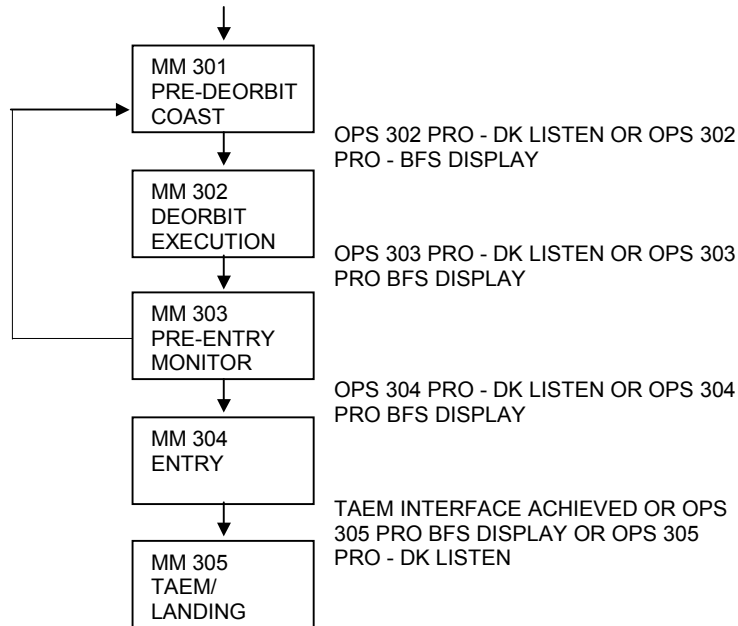 MM 301
PRE-DEORBIT
COAST
OPS 302 PRO - DK LISTEN OR OPS 302
PRO - BFS DISPLAY
MM 302
DEORBIT
EXECUTION
OPS 303 PRO - DK LISTEN OR OPS 303
PRO BFS DISPLAY
MM 303
PRE-ENTRY
MONITOR
OPS 304 PRO - DK LISTEN OR OPS 304
PRO BFS DISPLAY
MM 304
ENTRY
TAEM INTERFACE ACHIEVED OR OPS
305 PRO BFS DISPLAY OR OPS 305
PRO - DK LISTEN
MM 305
TAEM/
LANDING